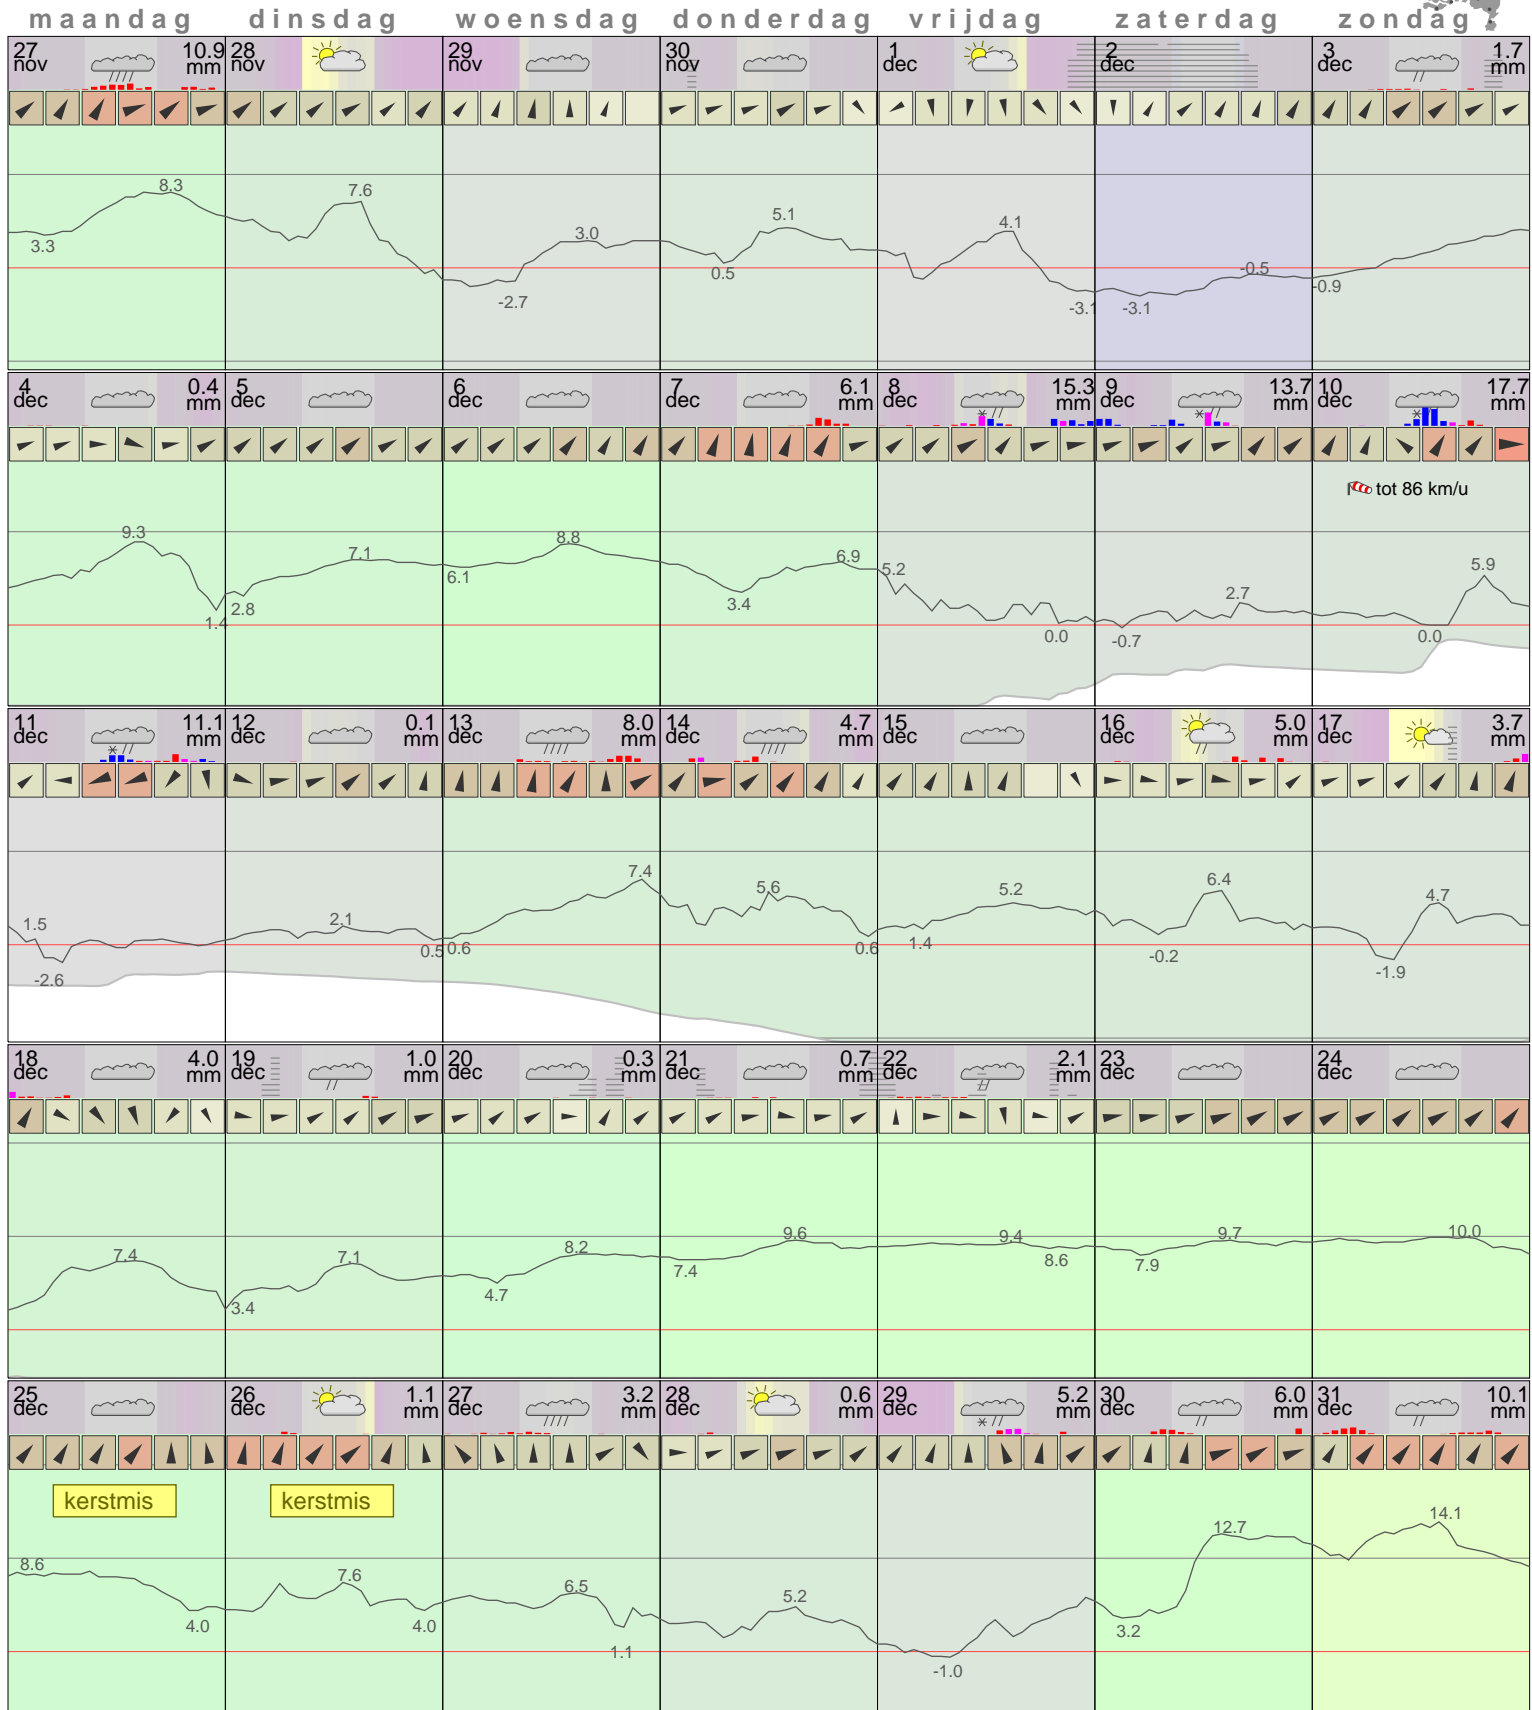 maandag dinsdag woensdag donderdag vrijdag zaterdag zondag
27 nov 10.9 mm 28 nov 29 nov 30 nov 1 dec 2 dec 3 dec 1.7 mm
8.3 7.6 5.1 4.1
3.3 3.0 0.5 -0.5 -0.9
-2.7 -3.1 -3.1
4 dec 0.4 mm 5 dec 6 dec 7 dec 6.1 mm 8 dec 15.3 mm 9 dec 13.7 mm 10 dec 17.7 mm
tot 86 km/u
9.3 7.1 8.8 6.9 5.2 5.9
1.4 2.8 6.1 3.4 0.0 -0.7 2.7 0.0
11 dec 11.1 mm 12 dec 0.1 mm 13 dec 8.0 mm 14 dec 4.7 mm 15 dec 16 dec 5.0 mm 17 dec 3.7 mm
7.4 5.6 5.2 6.4 4.7
1.5 2.1 0.5 0.6 0.6 1.4 -0.2
-2.6 -1.9
18 dec 4.0 mm 19 dec 1.0 mm 20 dec 0.3 mm 21 dec 0.7 mm 22 dec 2.1 mm 23 dec 24 dec
7.4 7.1 8.2 9.6 9.4 9.7 10.0
3.4 4.7 7.4 8.6 7.9
25 dec 26 dec 1.1 mm 27 dec 3.2 mm 28 dec 0.6 mm 29 dec 5.2 mm 30 dec 6.0 mm 31 dec 10.1 mm
kerstmis kerstmis
12.7 14.1
8.6 7.6 6.5 5.2
4.0 4.0 1.1 -1.0 3.2